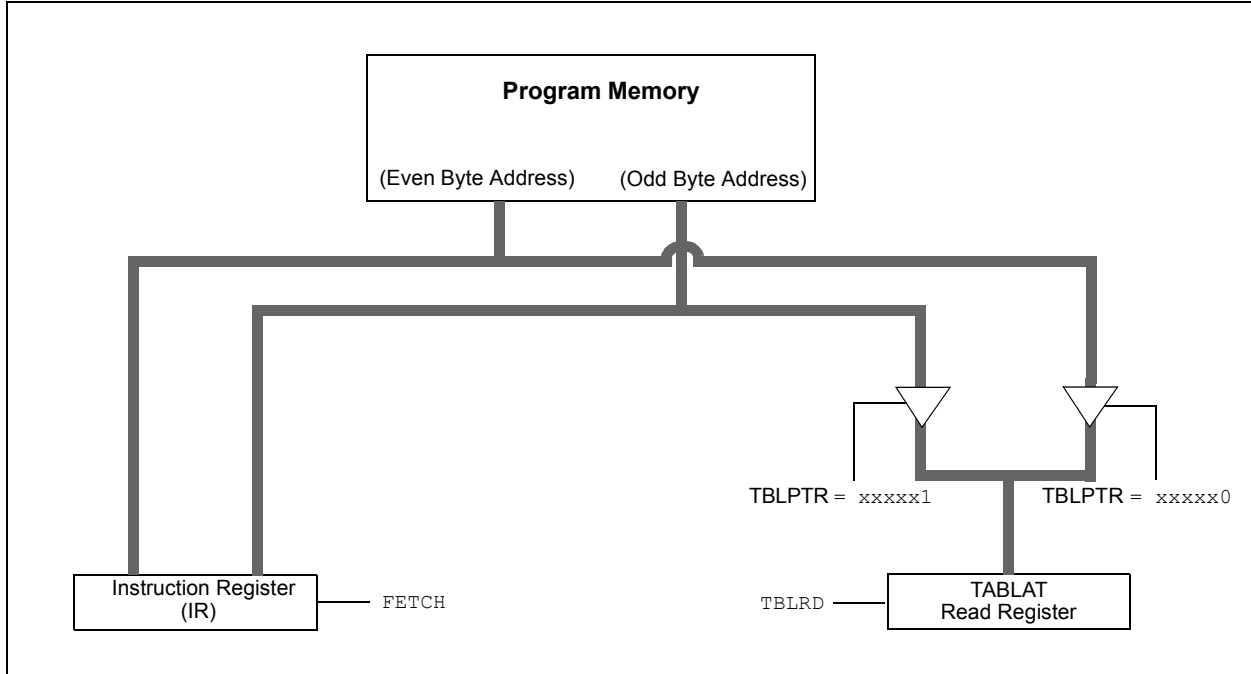 Program Memory
(Even Byte Address) (Odd Byte Address)
TBLPTR = xxxxx1
TBLPTR = xxxxx0
Instruction Register
(IR)
FETCH
TBLRD
TABLAT
Read Register